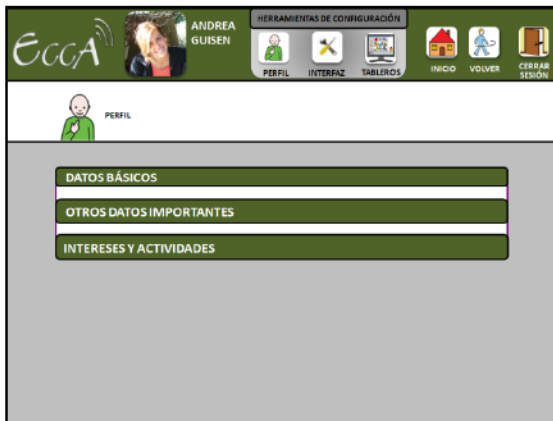 ECCA
ANDREA
GUISEN
HERRAMIENTAS DE CONFIGURACIÓN
PERFIL INTERFAZ TABLEROS
INICIO VOLVER CERRAR
SESIÓN
PERFIL
DATOS BÁSICOS
OTROS DATOS IMPORTANTES
INTERESES Y ACTIVIDADES